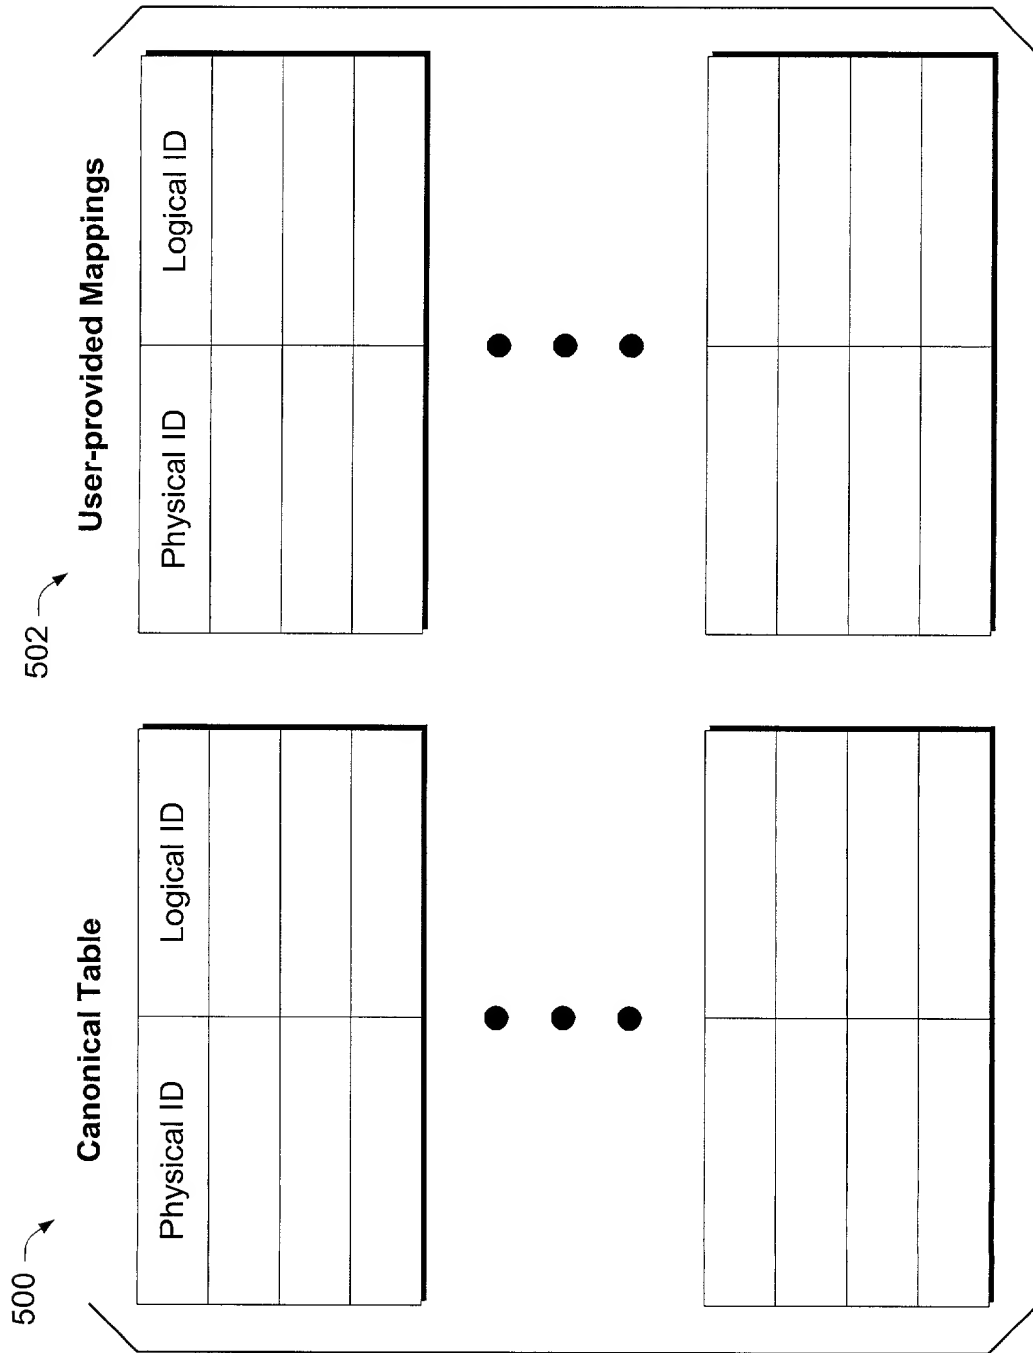 500
Canonical Table
Physical ID
Logical ID
502
User-provided Mappings
Physical ID
Logical ID